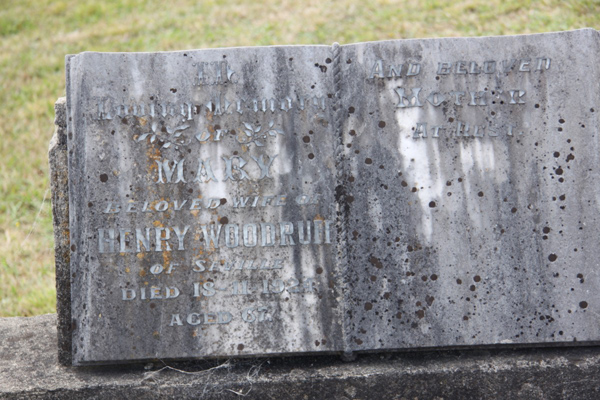 In
Loving Memory
OF
MARY
BELOVED WIFE OF
HENRY WOODRUFF
OF
DIED
AGED
AND BELOVED
MOTHER
AT REST